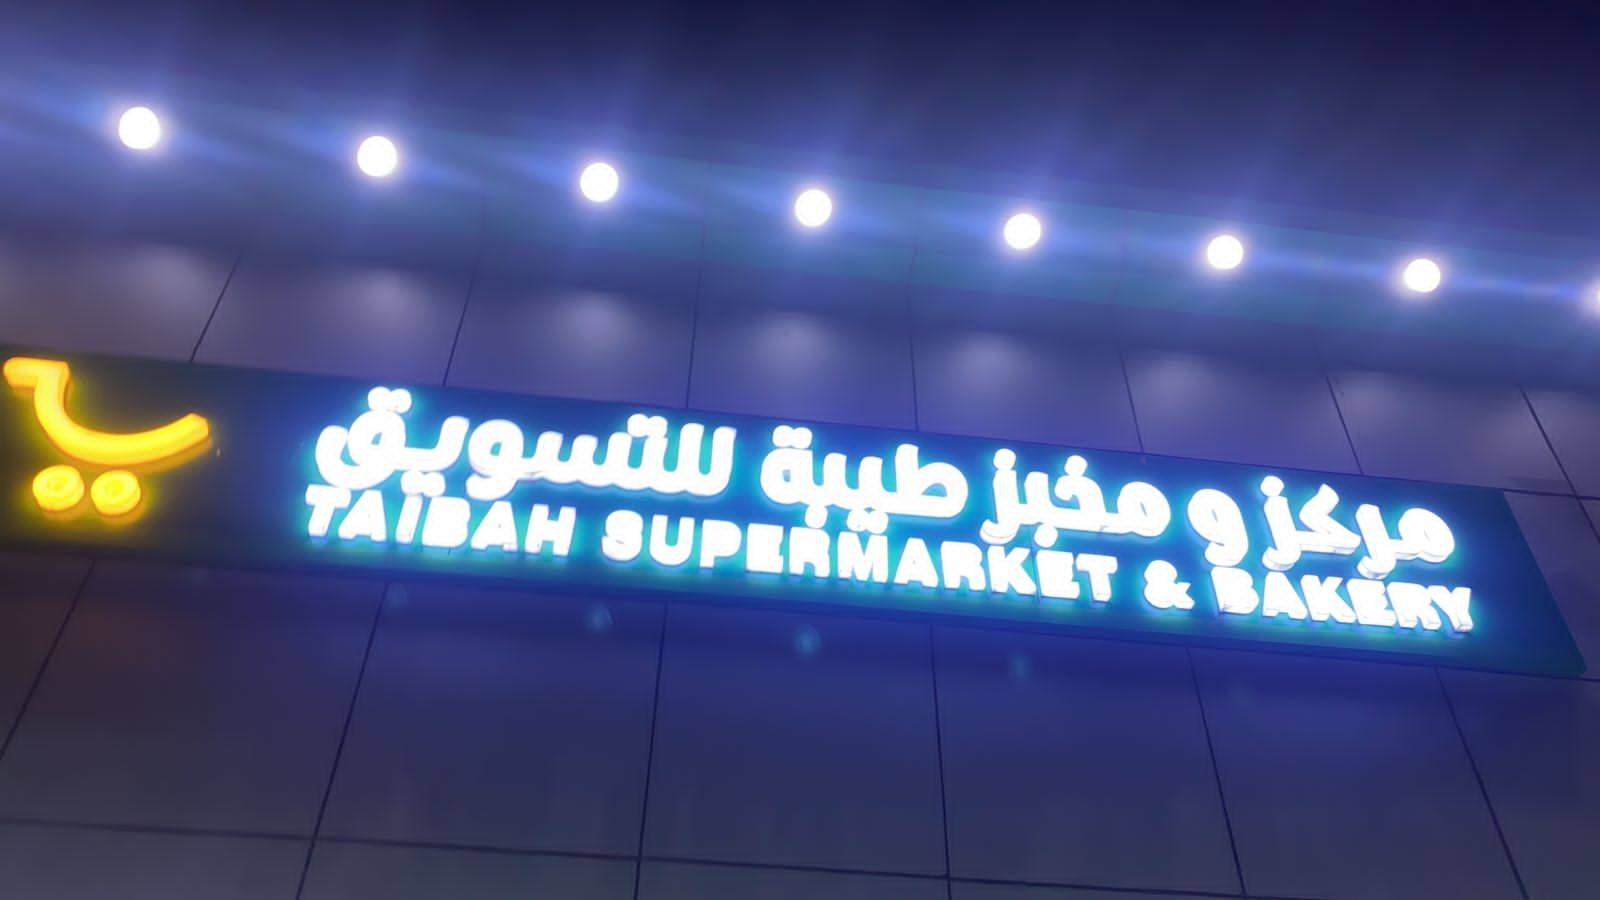 مركز و مخبز طيبة للتسويق
TAIBAH SUPERMARKET & BAKERY